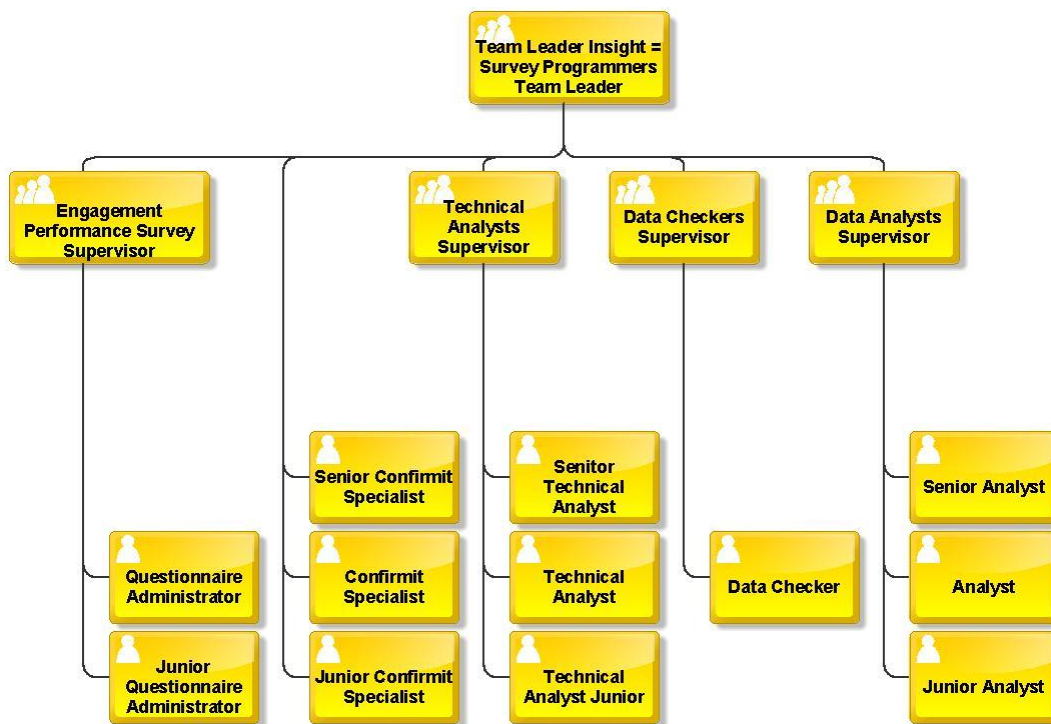 Team Leader Insight =
Survey Programmers
Team Leader
Engagement
Performance Survey
Supervisor
Technical
Analysts
Supervisor
Data Checkers
Supervisor
Data Analysts
Supervisor
Senior Confirmit
Specialist
Senitor
Technical
Analyst
Senior Analyst
Questionnaire
Administrator
Confirmit
Specialist
Technical
Analyst
Data Checker
Analyst
Junior
Questionnaire
Administrator
Junior Confirmit
Specialist
Technical
Analyst Junior
Junior Analyst